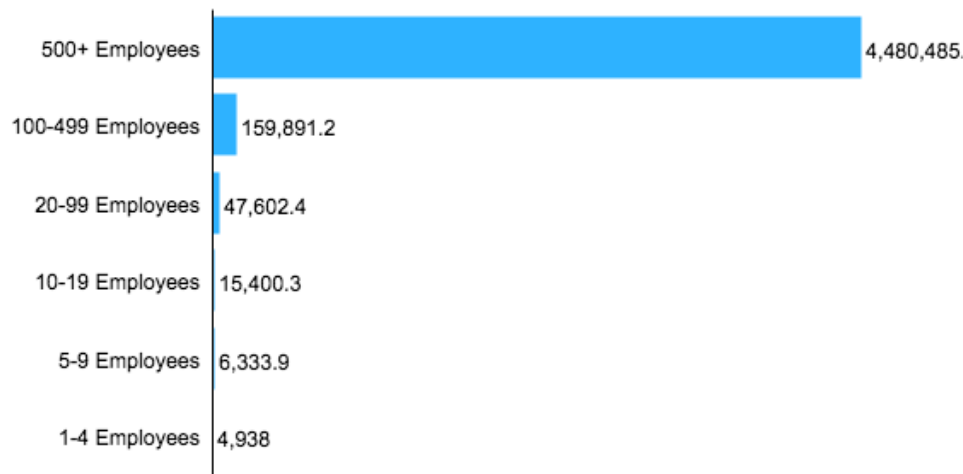 500+ Employees 4,480,485.
100-499 Employees 159,891.2
20-99 Employees 47,602.4
10-19 Employees 15,400.3
5-9 Employees 6,333.9
1-4 Employees 4,938